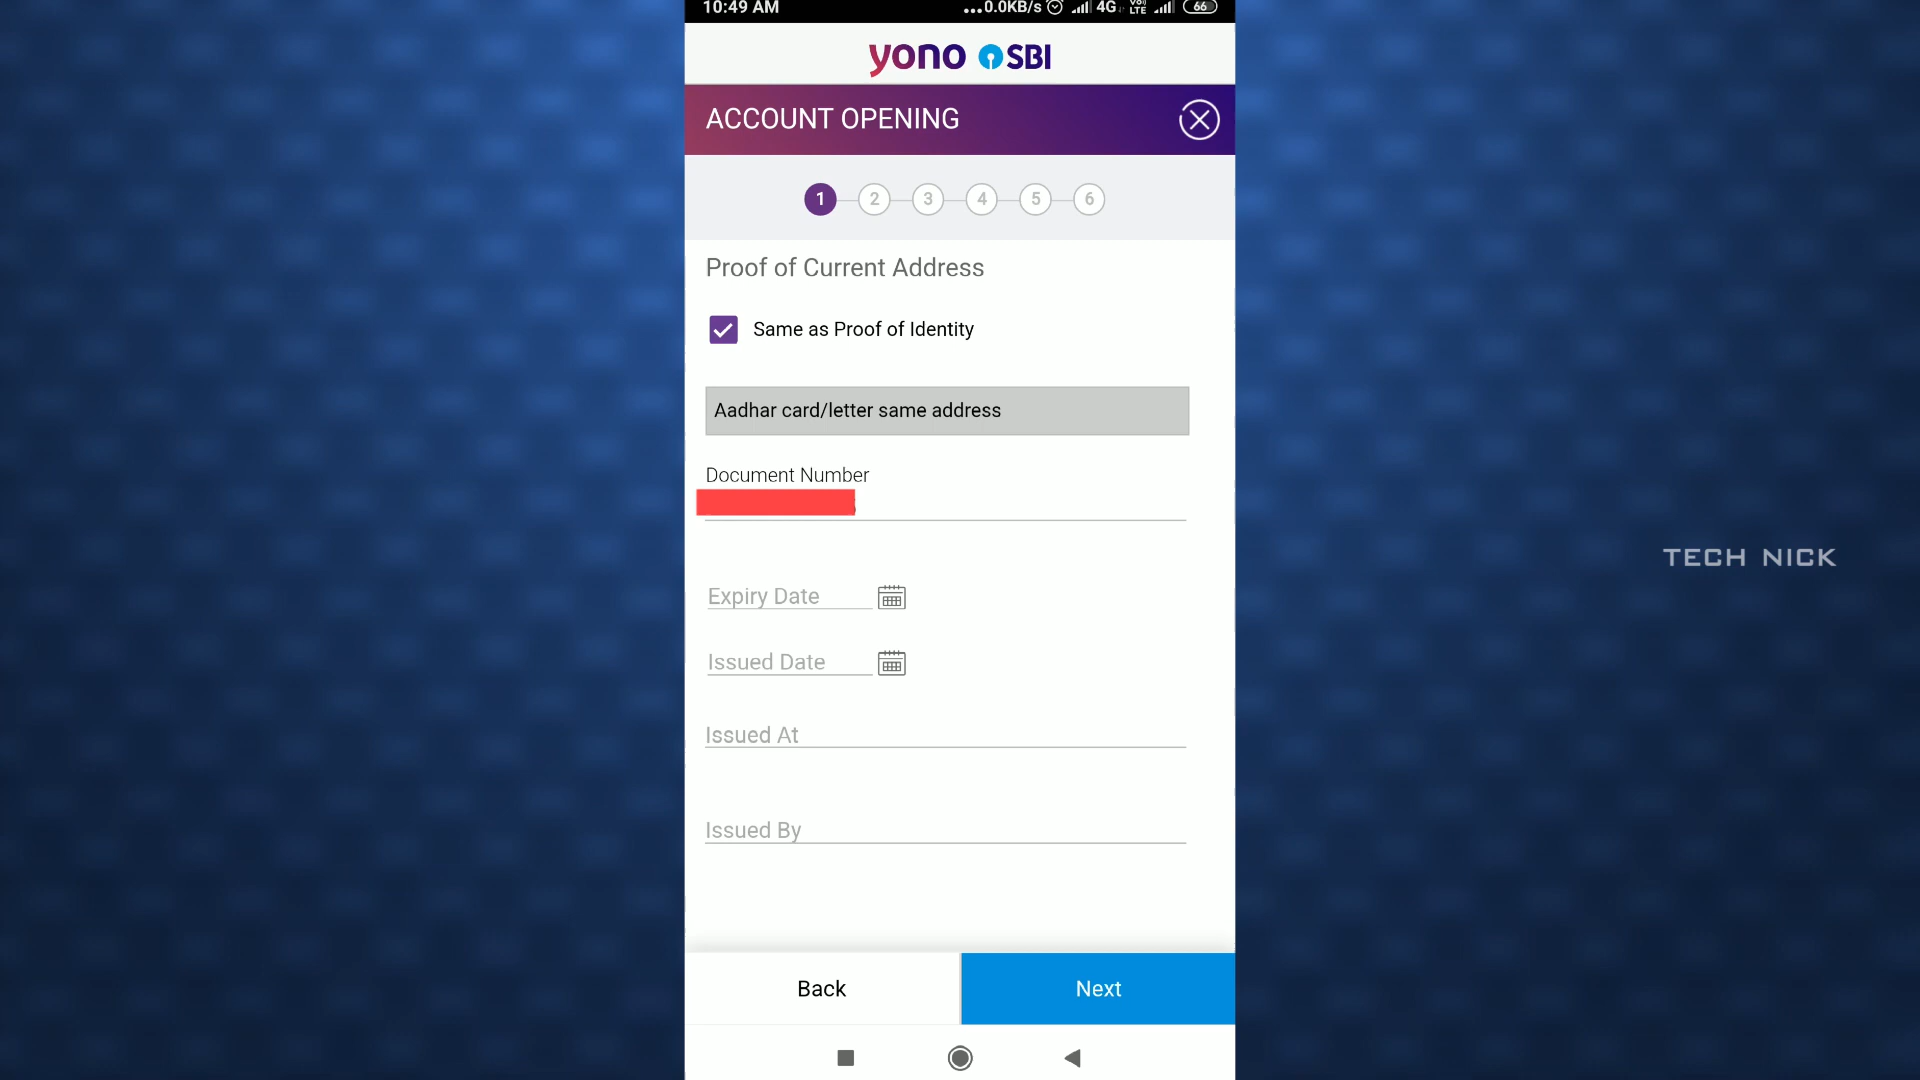 10:49 AM
...0.0KB/s 4G VoLTE 66
yono SBI
ACCOUNT OPENING
1 2 3 4 5 6
Proof of Current Address
Same as Proof of Identity
Aadhar card/letter same address
Document Number
Expiry Date
Issued Date
Issued At
Issued By
Back Next
TECH NICK